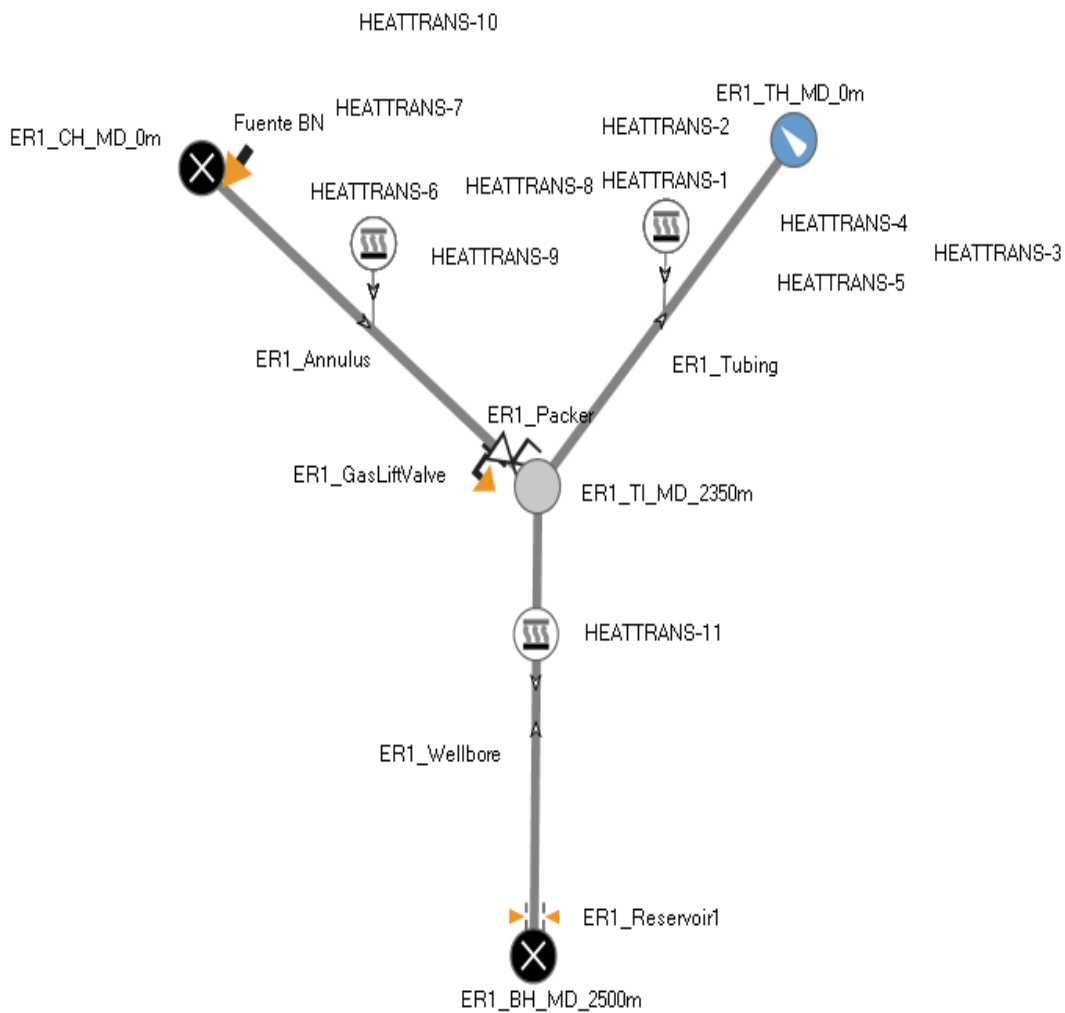 HEATTRANS-10
ER1_TH_MD_0m
HEATTRANS-7
Fuente BN
HEATTRANS-2
ER1_CH_MD_0m
HEATTRANS-6
HEATTRANS-8
HEATTRANS-1
HEATTRANS-4
HEATTRANS-9
HEATTRANS-3
HEATTRANS-5
ER1_Annulus
ER1_Tubing
ER1_Packer
ER1_GasLiftValve
ER1_TI_MD_2350m
HEATTRANS-11
ER1_Wellbore
ER1_Reservoir1
ER1_BH_MD_2500m